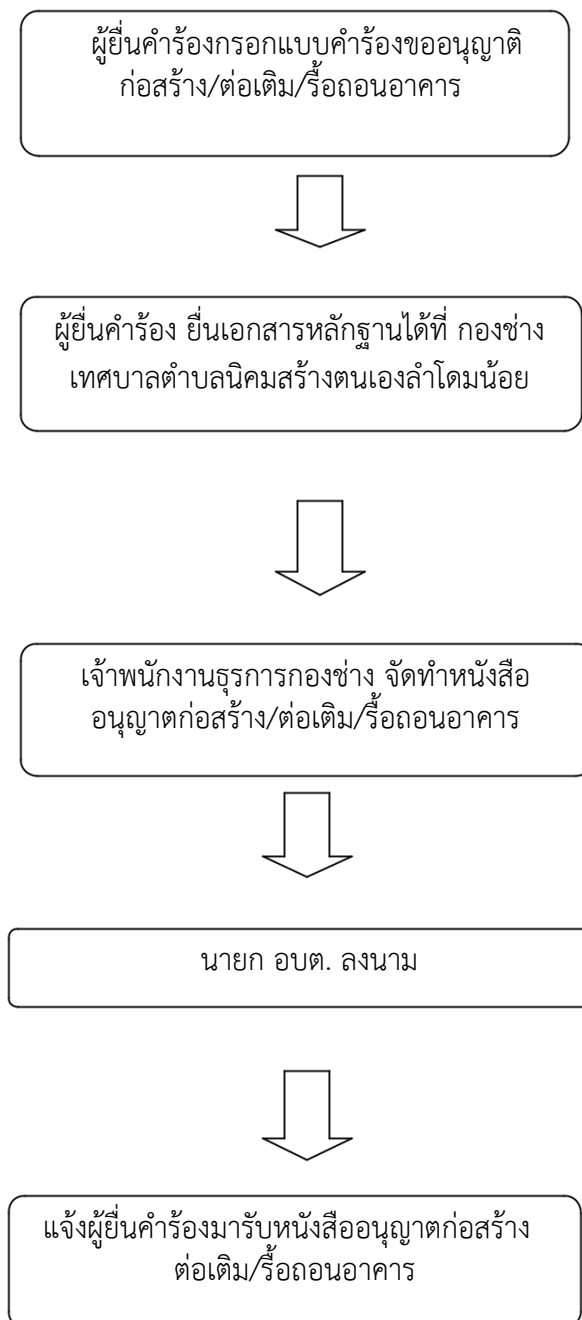 ผู้ยื่นคำร้องกรอกแบบคำร้องขออนุญาติ
ก่อสร้าง/ต่อเติม/รื้อถอนอาคาร
ผู้ยื่นคำร้อง ยื่นเอกสารหลักฐานได้ที่ กองช่าง
เทศบาลตำบลนิคมสร้างตนเองลำโดมน้อย
เจ้าพนักงานธุรการกองช่าง จัดทำหนังสือ
อนุญาตก่อสร้าง/ต่อเติม/รื้อถอนอาคาร
นายก อบต. ลงนาม
แจ้งผู้ยื่นคำร้องมารับหนังสืออนุญาตก่อสร้าง
ต่อเติม/รื้อถอนอาคาร